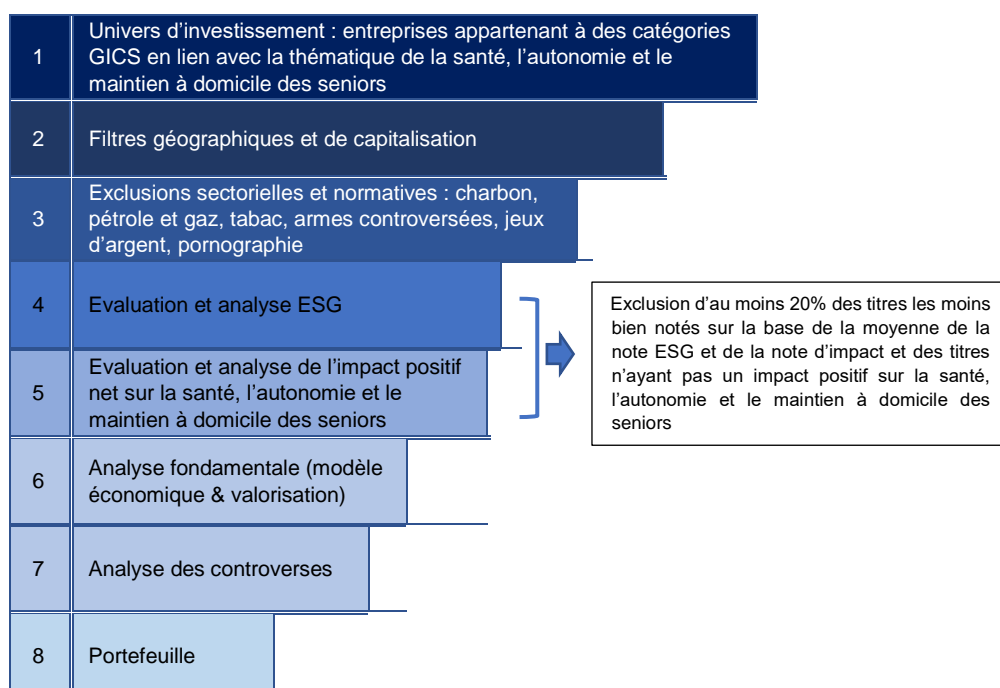 1
Univers d'investissement : entreprises appartenant à des catégories
GICS en lien avec la thématique de la santé, l'autonomie et le
maintien à domicile des seniors
2
Filtres géographiques et de capitalisation
3
Exclusions sectorielles et normatives : charbon,
pétrole et gaz, tabac, armes controversées, jeux
d'argent, pornographie
4
Evaluation et analyse ESG
5
Evaluation et analyse de l'impact positif
net sur la santé, l'autonomie et le
maintien à domicile des seniors
Exclusion d'au moins 20% des titres les moins
bien notés sur la base de la moyenne de la
note ESG et de la note d'impact et des titres
n'ayant pas un impact positif sur la santé,
l'autonomie et le maintien à domicile des
seniors
6
Analyse fondamentale (modèle
économique & valorisation)
7
Analyse des controverses
8
Portefeuille